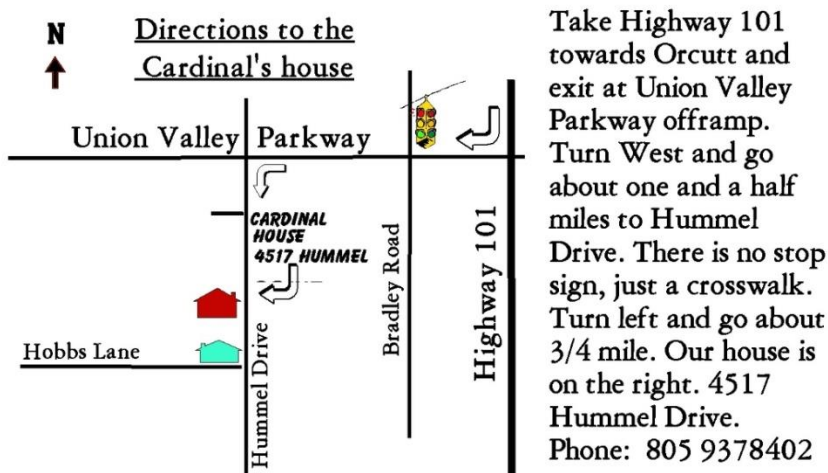 N
Directions to the
Cardinal's house
Union Valley Parkway
CARDINAL
HOUSE
4517 HUMMEL
Bradley Road
Highway 101
Hobbs Lane
Hummel Drive
Take Highway 101
towards Orcutt and
exit at Union Valley
Parkway offramp.
Turn West and go
about one and a half
miles to Hummel
Drive. There is no stop
sign, just a crosswalk.
Turn left and go about
3/4 mile. Our house is
on the right. 4517
Hummel Drive.
Phone: 805 9378402